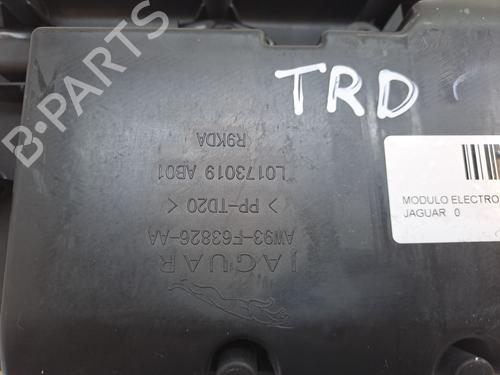 B-PARTS
TRD
R9KDA
L0173019 AB01
> PP-TD20 <
AW93-F63826-AA
JAGUAR
MODULO ELECTRO
JAGUAR 0